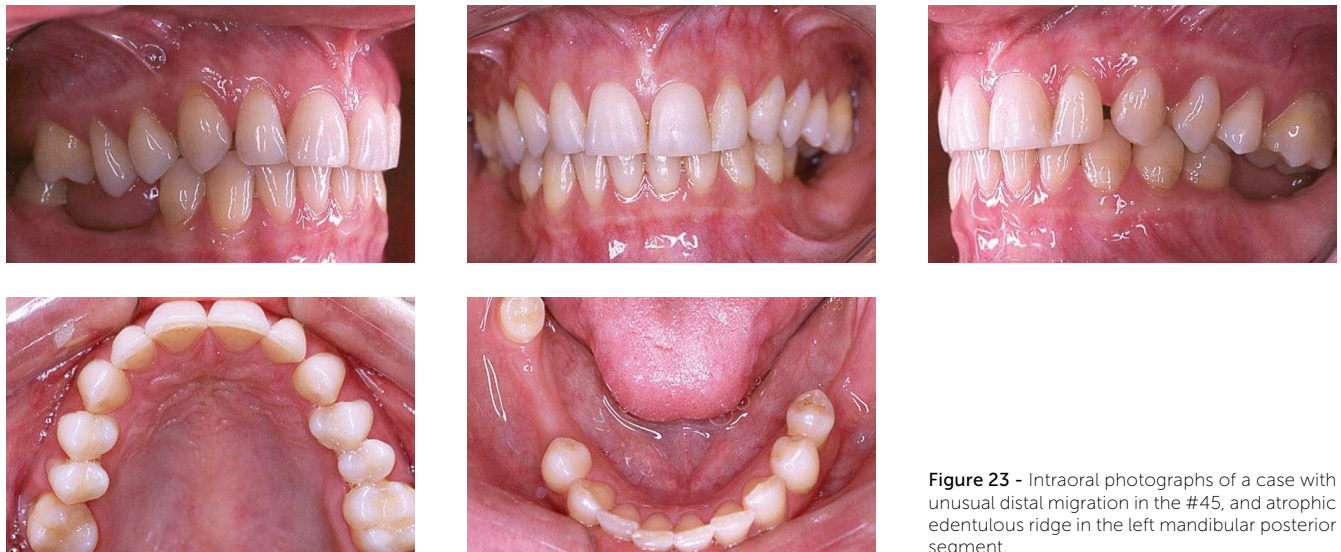 Figure 23 - Intraoral photographs of a case with
unusual distal migration in the #45, and atrophic
edentulous ridge in the left mandibular posterior
segment.